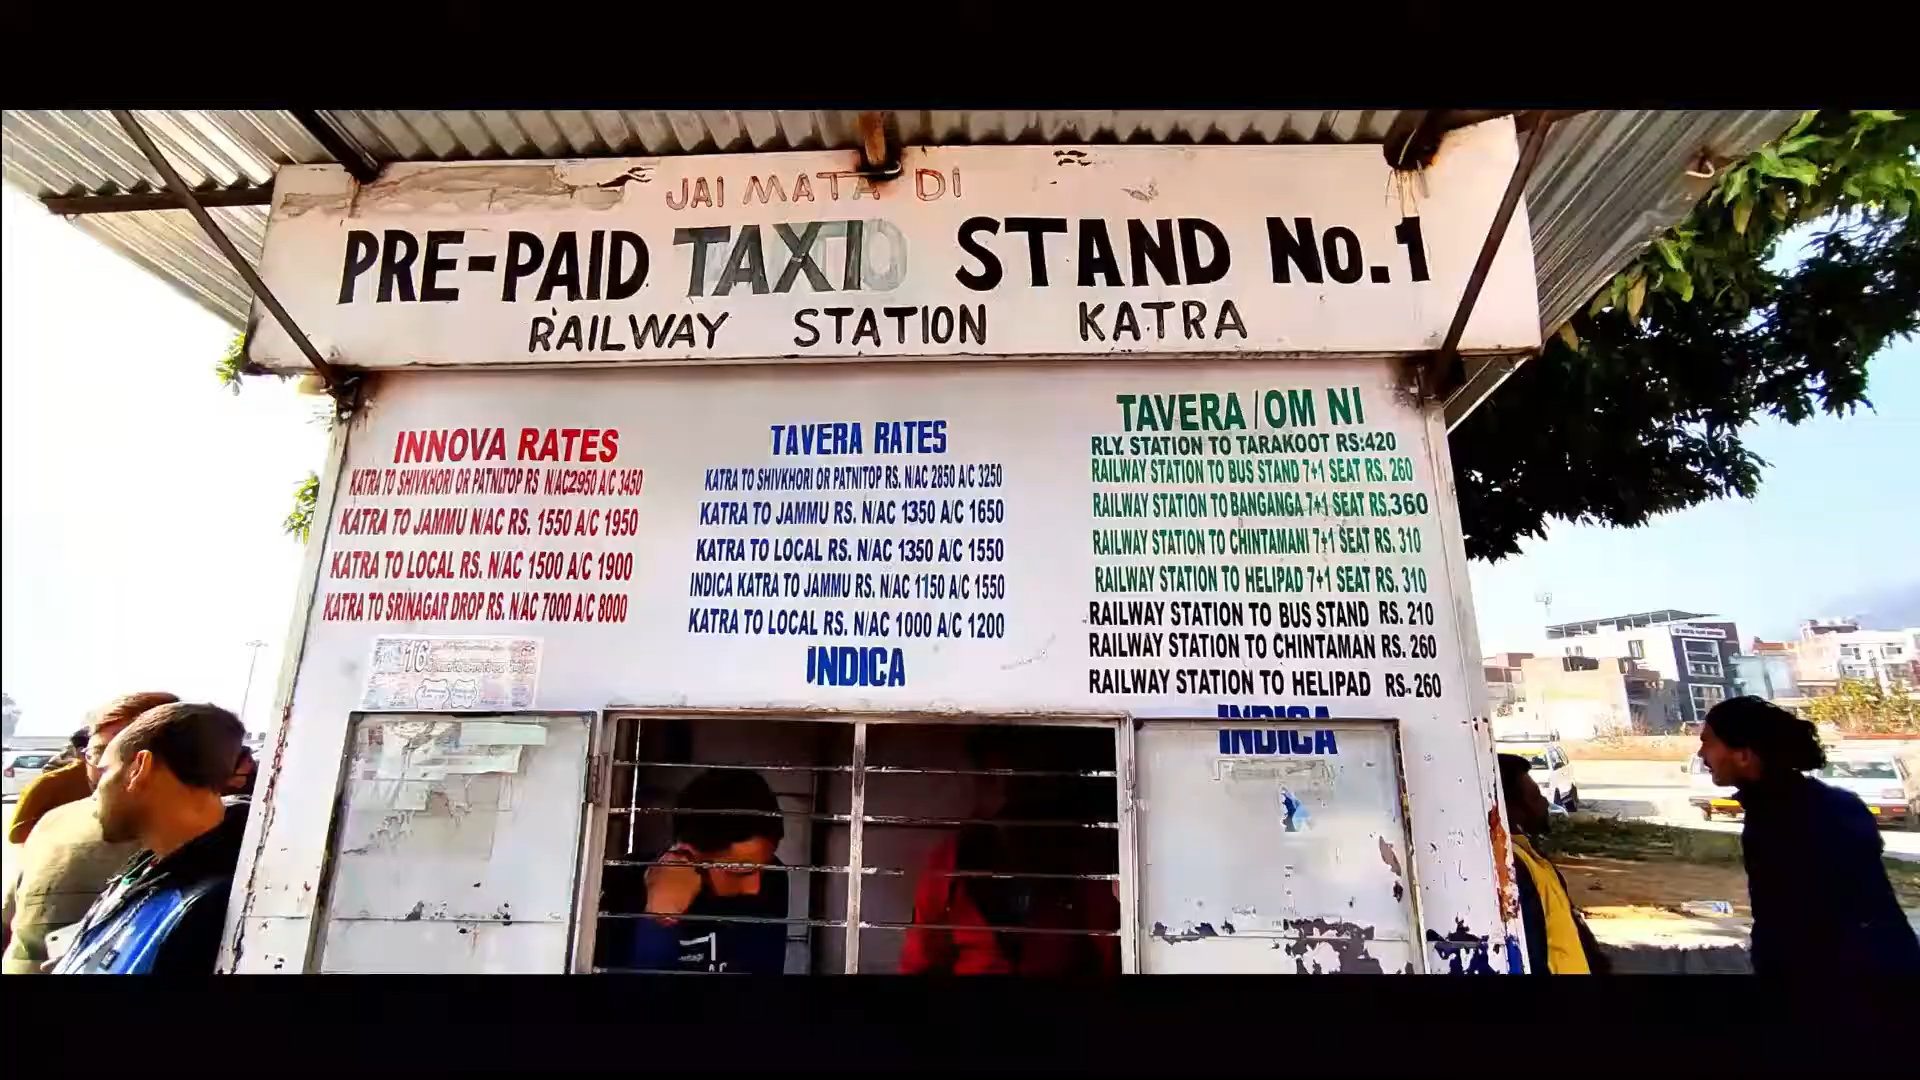 JAI MATA DI
PRE-PAID TAXI STAND No.1
RAILWAY STATION KATRA
INNOVA RATES
KATRA TO SHIVKHORI OR PATNITOP RS N/AC2950 A/C 3450
KATRA TO JAMMU N/AC RS. 1550 A/C 1950
KATRA TO LOCAL RS. N/AC 1500 A/C 1900
KATRA TO SRINAGAR DROP RS. N/AC 7000 A/C 8000
16
TAVERA RATES
KATRA TO SHIVKHORI OR PATNITOP RS. N/AC 2850 A/C 3250
KATRA TO JAMMU RS. N/AC 1350 A/C 1650
KATRA TO LOCAL RS. N/AC 1350 A/C 1550
INDICA KATRA TO JAMMU RS. N/AC 1150 A/C 1550
KATRA TO LOCAL RS. N/AC 1000 A/C 1200
INDICA
TAVERA / OM NI
RLY. STATION TO TARAKOOT RS:420
RAILWAY STATION TO BUS STAND 7+1 SEAT RS. 260
RAILWAY STATION TO BANGANGA 7+1 SEAT RS.360
RAILWAY STATION TO CHINTAMANI 7+1 SEAT RS. 310
RAILWAY STATION TO HELIPAD 7+1 SEAT RS. 310
RAILWAY STATION TO BUS STAND RS. 210
RAILWAY STATION TO CHINTAMAN RS. 260
RAILWAY STATION TO HELIPAD RS. 260
INDICA